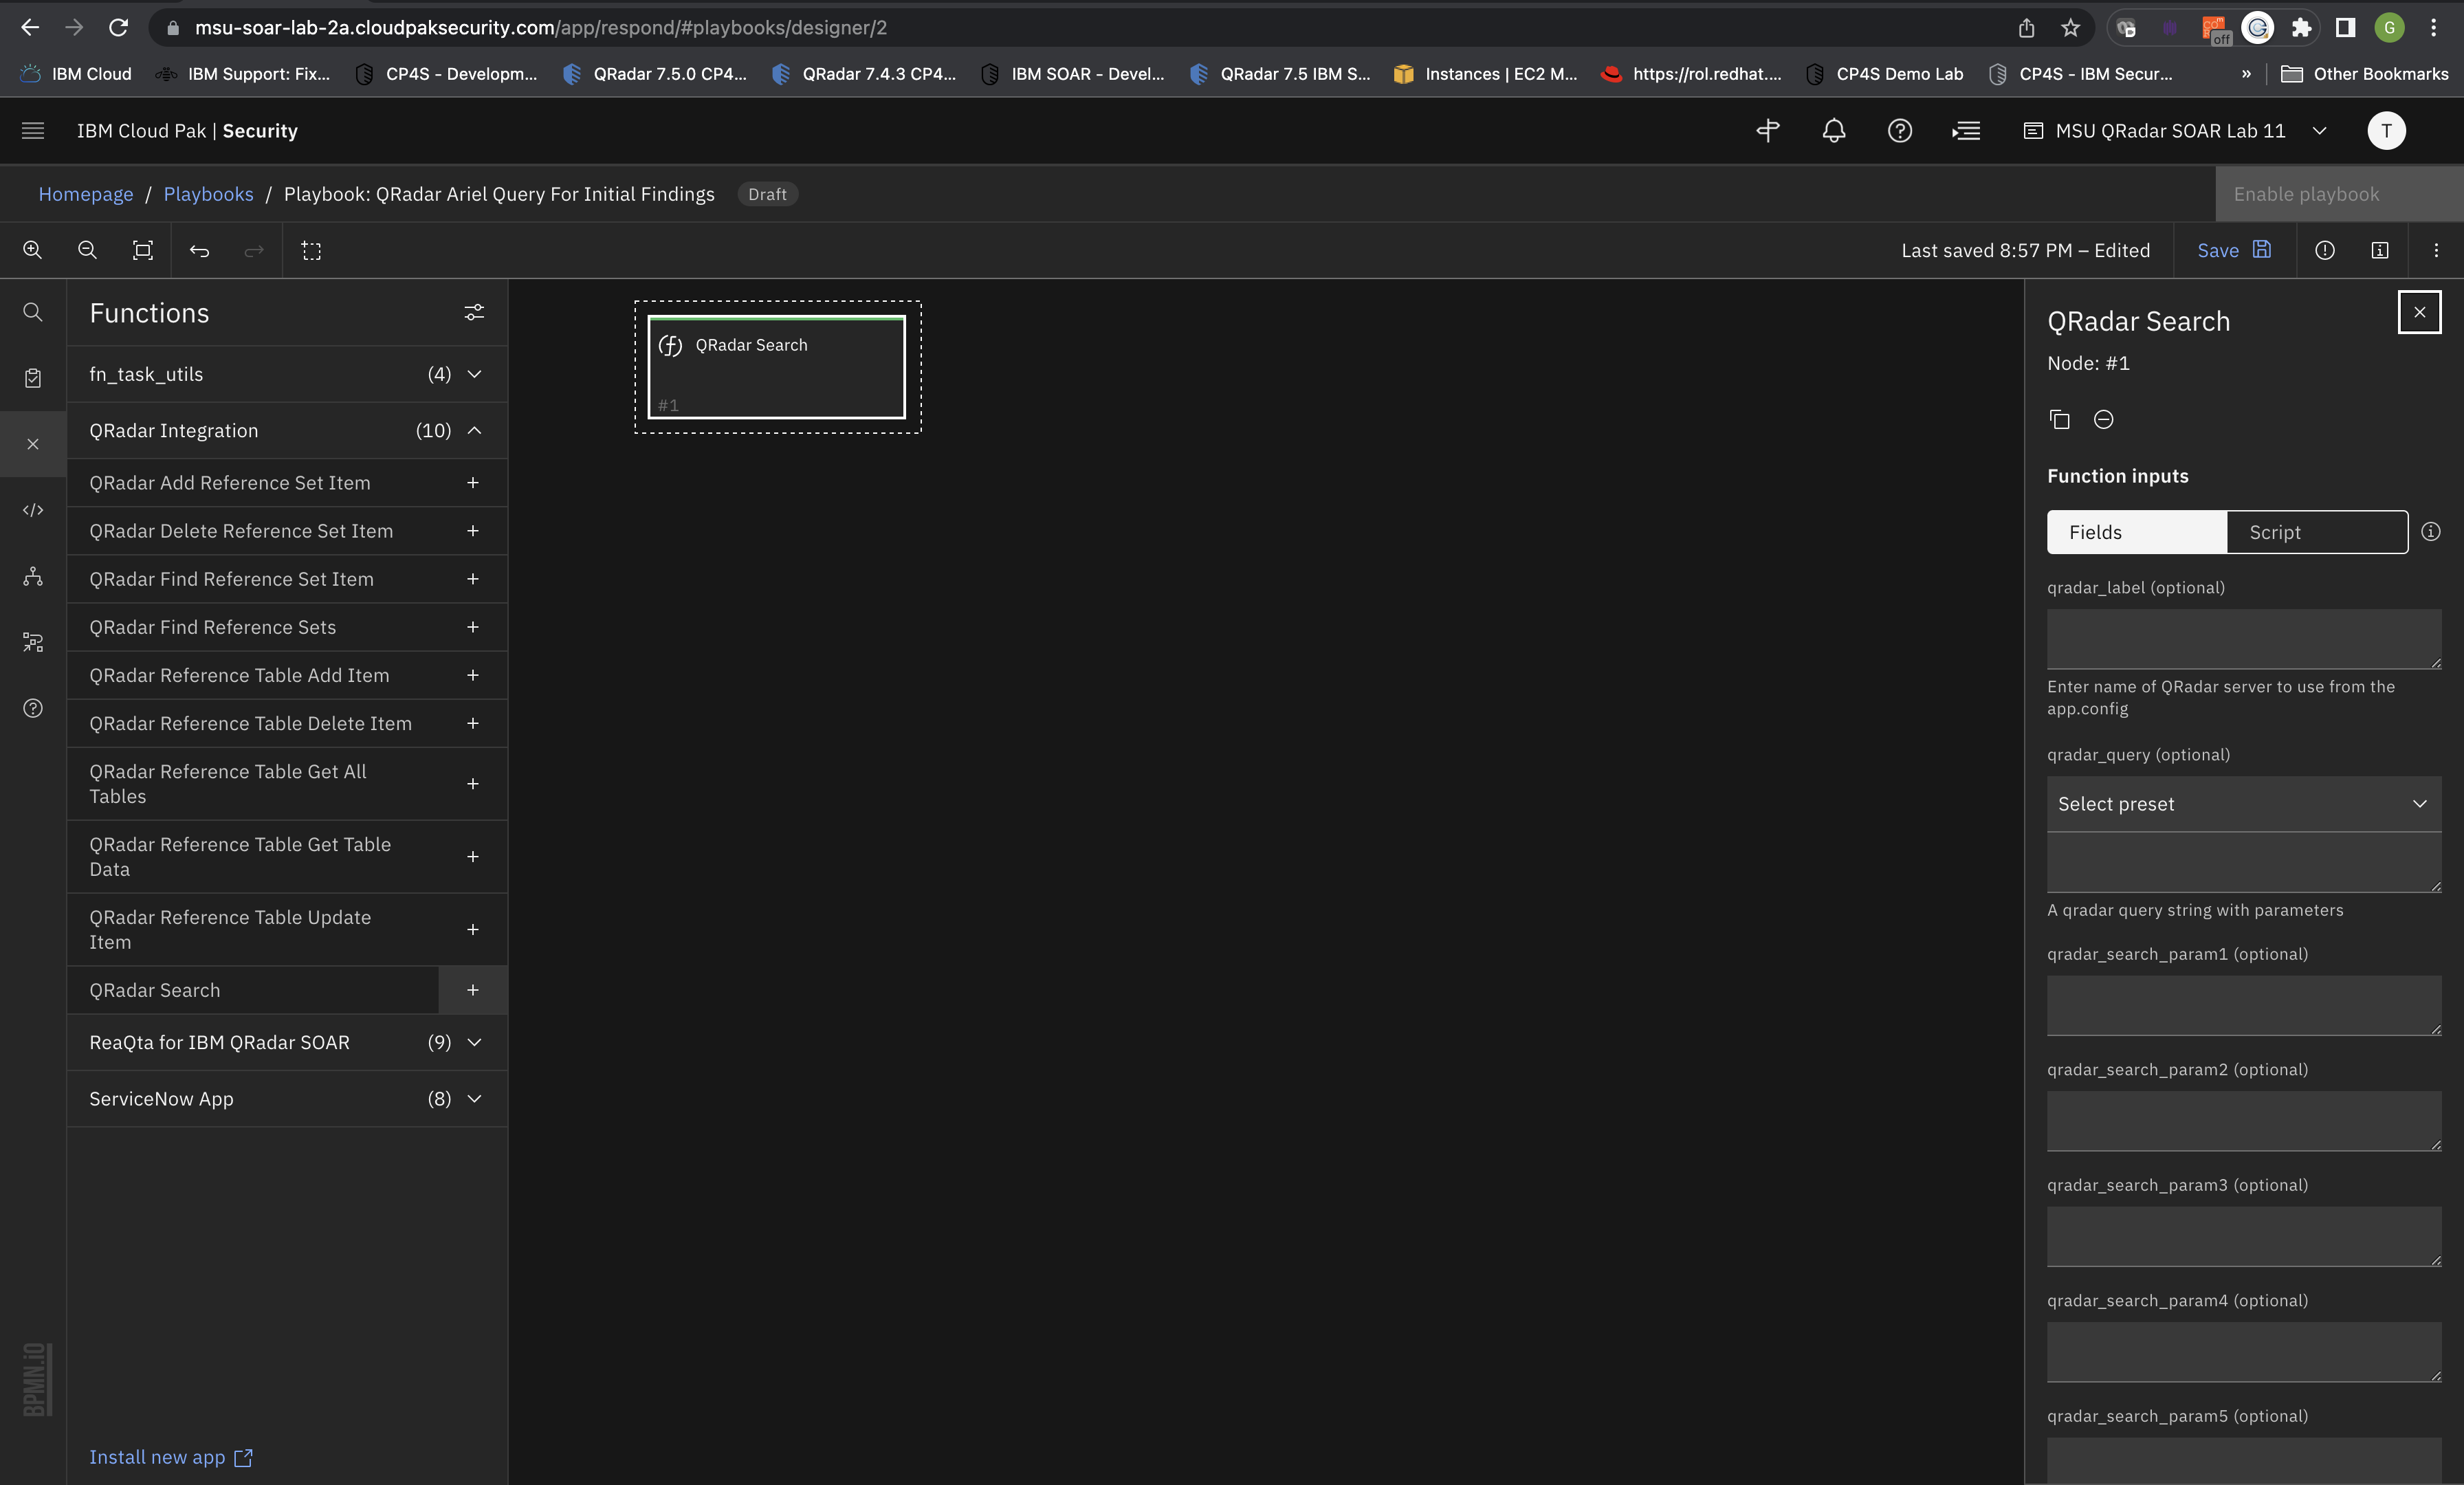 msu-soar-lab-2a.cloudpaksecurity.com/app/respond/#playbooks/designer/2
off
G
IBM Cloud
IBM Support: Fix...
CP4S - Developm...
QRadar 7.5.0 CP4...
QRadar 7.4.3 CP4...
IBM SOAR - Devel...
QRadar 7.5 IBM S...
Instances | EC2 M...
https://rol.redhat....
CP4S Demo Lab
CP4S - IBM Secur...
»
Other Bookmarks
IBM Cloud Pak | Security
MSU QRadar SOAR Lab 11
T
Homepage / Playbooks / Playbook: QRadar Ariel Query For Initial Findings
Draft
Enable playbook
Last saved 8:57 PM – Edited
Save
Functions
fn_task_utils (4)
QRadar Integration (10)
QRadar Add Reference Set Item +
QRadar Delete Reference Set Item +
QRadar Find Reference Set Item +
QRadar Find Reference Sets +
QRadar Reference Table Add Item +
QRadar Reference Table Delete Item +
QRadar Reference Table Get All
Tables +
QRadar Reference Table Get Table
Data +
QRadar Reference Table Update
Item +
QRadar Search +
ReaQta for IBM QRadar SOAR (9)
ServiceNow App (8)
Install new app
BPMN.iO
(f) QRadar Search
#1
QRadar Search
Node: #1
Function inputs
Fields
Script
qradar_label (optional)
Enter name of QRadar server to use from the
app.config
qradar_query (optional)
Select preset
A qradar query string with parameters
qradar_search_param1 (optional)
qradar_search_param2 (optional)
qradar_search_param3 (optional)
qradar_search_param4 (optional)
qradar_search_param5 (optional)